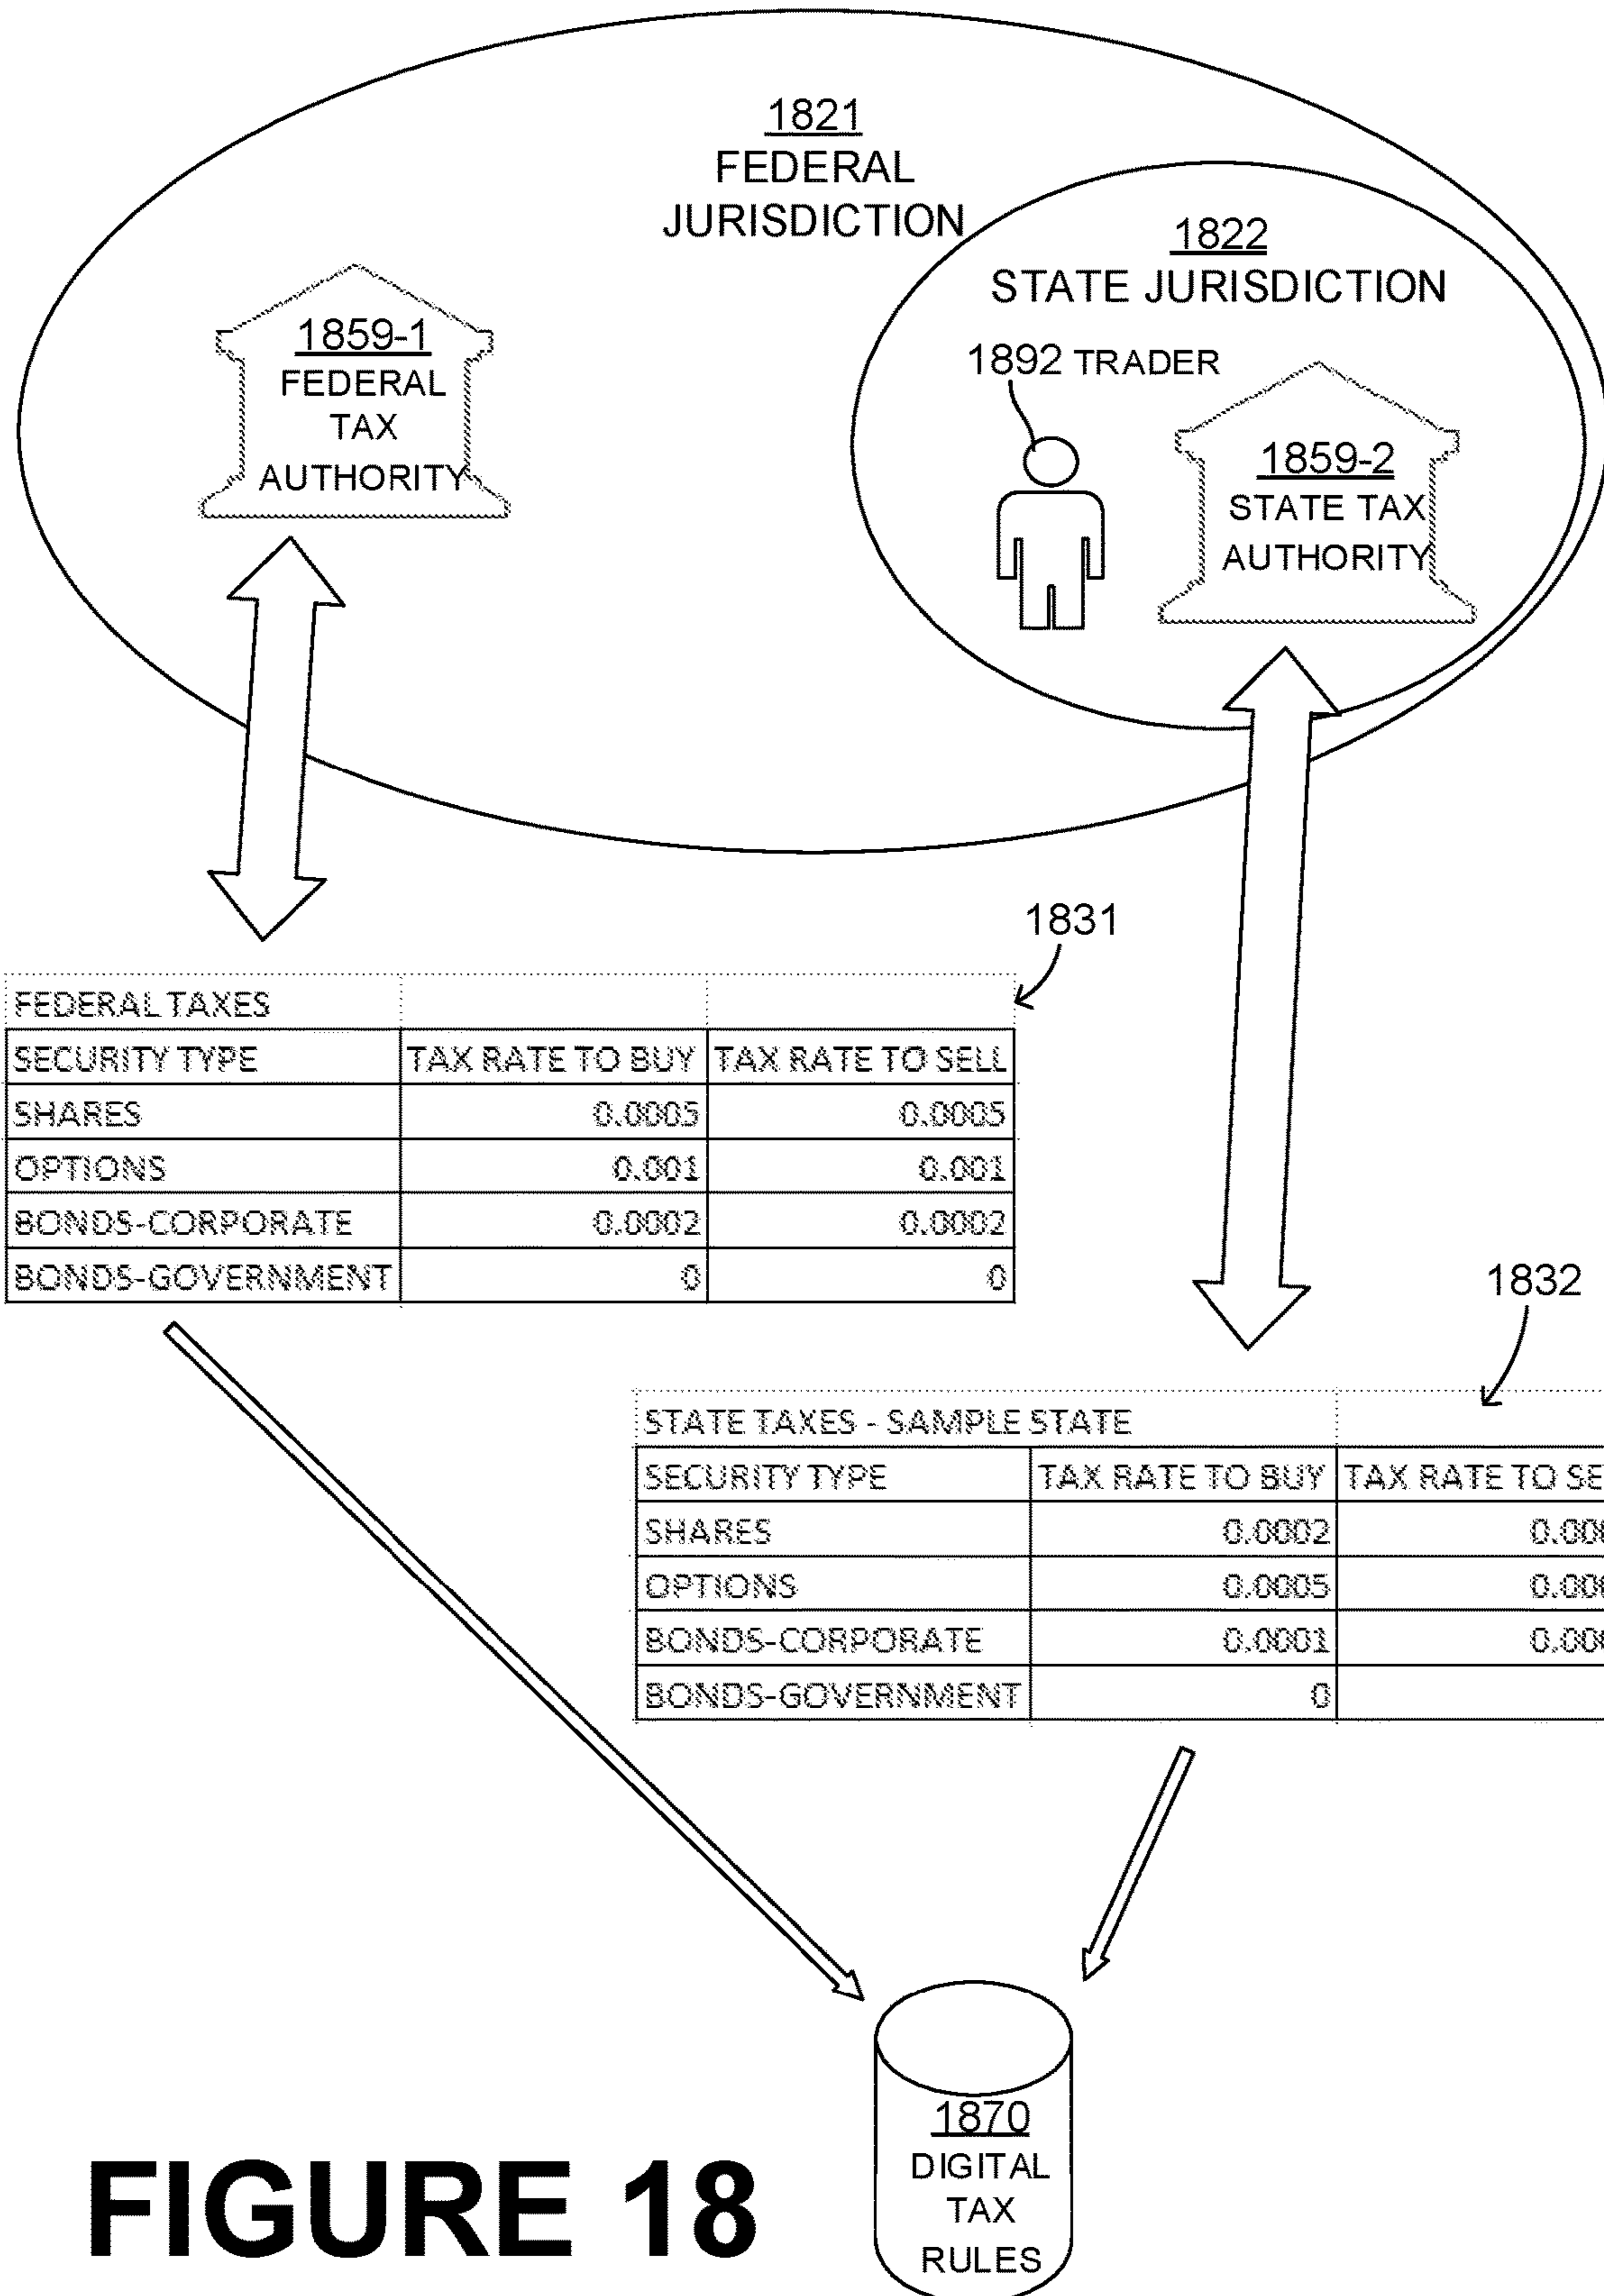 1821
FEDERAL
JURISDICTION
1822
STATE JURISDICTION
1892 TRADER
1859-1
FEDERAL
TAX
AUTHORITY
1859-2
STATE TAX
AUTHORITY
1831
FEDERAL TAXES
SECURITY TYPE TAX RATE TO BUY TAX RATE TO SELL
SHARES 0.0005 0.0005
OPTIONS 0.001 0.001
BONDS-CORPORATE 0.0002 0.0002
BONDS-GOVERNMENT 0 0
1832
STATE TAXES - SAMPLE STATE
SECURITY TYPE TAX RATE TO BUY TAX RATE TO
SHARES 0.0002
OPTIONS 0.0005
BONDS-CORPORATE 0.0001
BONDS-GOVERNMENT 0
1870
DIGITAL
TAX
RULES
FIGURE 18